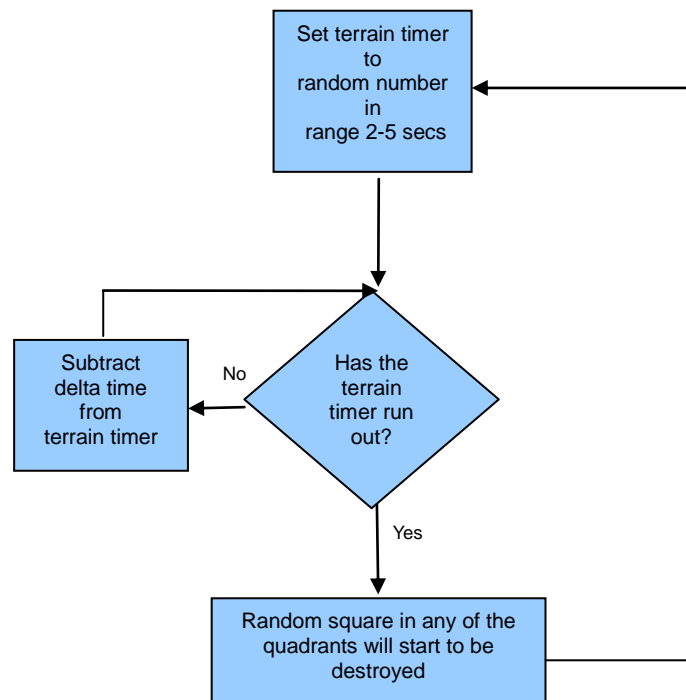 Set terrain timer
to
random number
in
range 2-5 secs
Has the
terrain
timer run
out?
No
Subtract
delta time
from
terrain timer
Yes
Random square in any of the
quadrants will start to be
destroyed